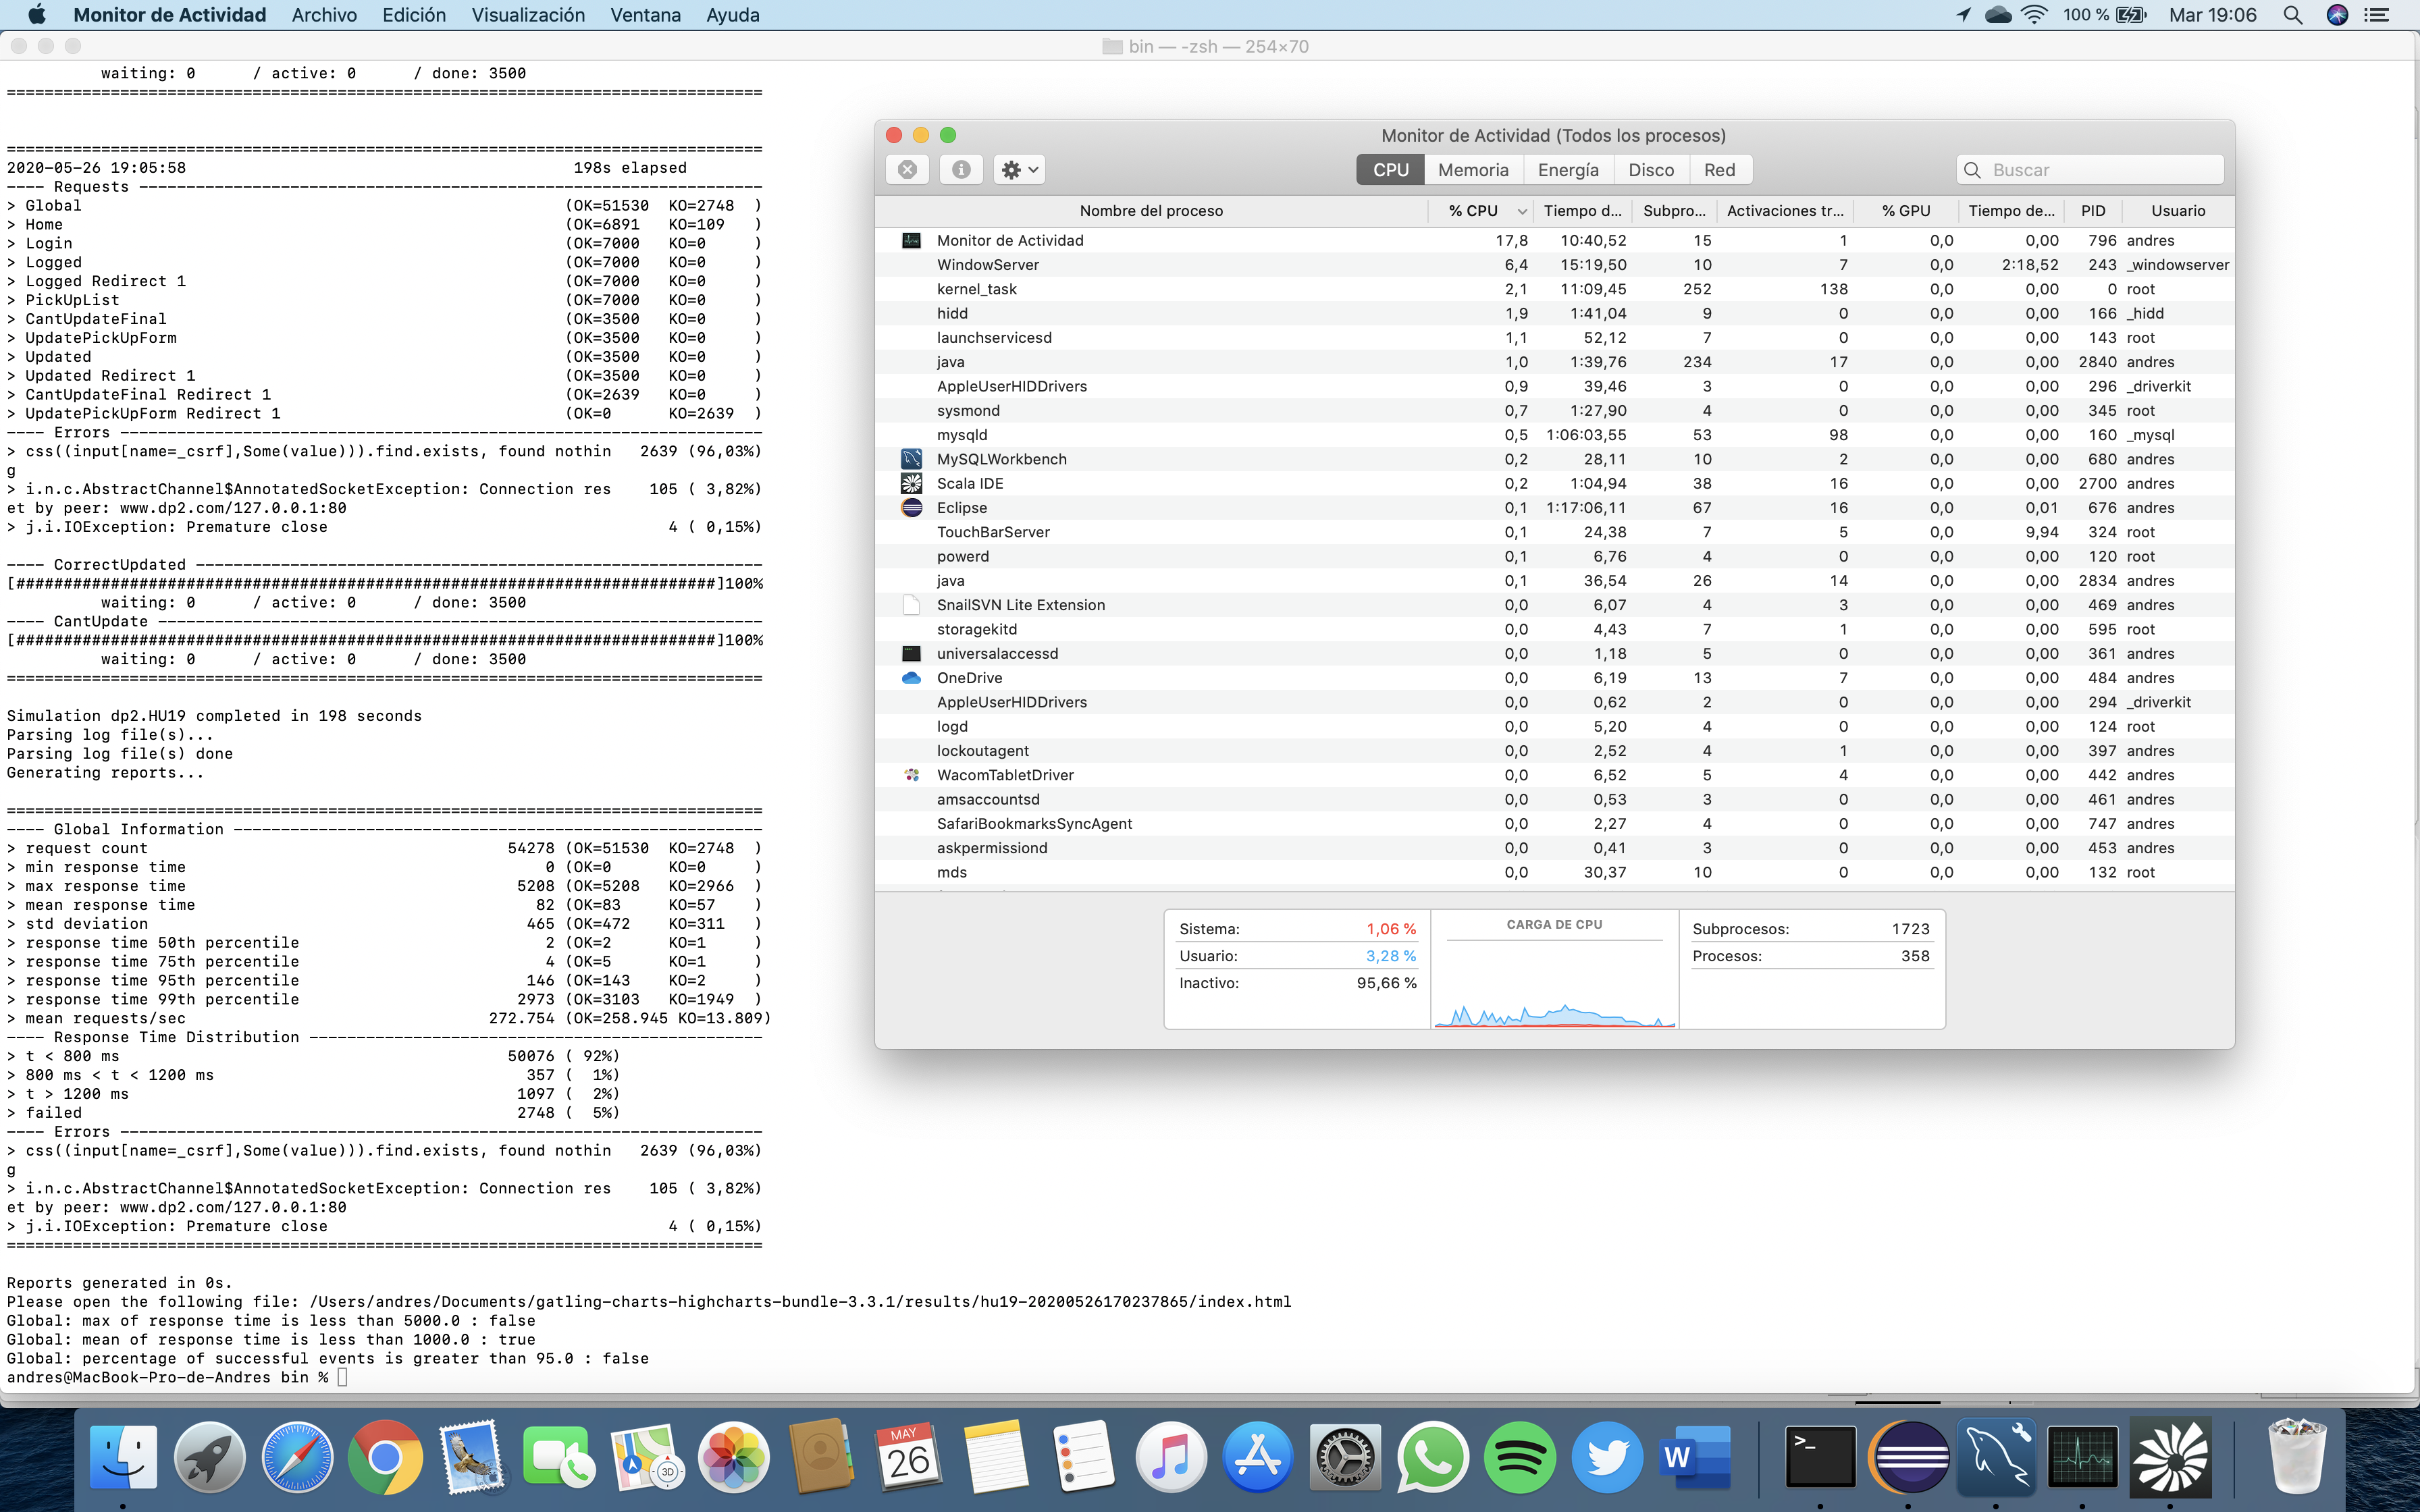 Monitor de Actividad Archivo Edición Visualización Ventana Ayuda 100 % Mar 19:06
bin — -zsh — 254×70
waiting: 0 / active: 0 / done: 3500
================================================================================
================================================================================
2020-05-26 19:05:58 198s elapsed
---- Requests ------------------------------------------------------------------
> Global (OK=51530 KO=2748 )
> Home (OK=6891 KO=109 )
> Login (OK=7000 KO=0 )
> Logged (OK=7000 KO=0 )
> Logged Redirect 1 (OK=7000 KO=0 )
> PickUpList (OK=7000 KO=0 )
> CantUpdateFinal (OK=3500 KO=0 )
> UpdatePickUpForm (OK=3500 KO=0 )
> Updated (OK=3500 KO=0 )
> Updated Redirect 1 (OK=3500 KO=0 )
> CantUpdateFinal Redirect 1 (OK=2639 KO=0 )
> UpdatePickUpForm Redirect 1 (OK=0 KO=2639 )
---- Errors --------------------------------------------------------------------
> css((input[name=_csrf],Some(value))).find.exists, found nothin 2639 (96,03%)
g
> i.n.c.AbstractChannel$AnnotatedSocketException: Connection res 105 ( 3,82%)
et by peer: www.dp2.com/127.0.0.1:80
> j.i.IOException: Premature close 4 ( 0,15%)
---- CorrectUpdated ------------------------------------------------------------
[##########################################################################]100%
waiting: 0 / active: 0 / done: 3500
---- CantUpdate ----------------------------------------------------------------
[##########################################################################]100%
waiting: 0 / active: 0 / done: 3500
================================================================================
Simulation dp2.HU19 completed in 198 seconds
Parsing log file(s)...
Parsing log file(s) done
Generating reports...
================================================================================
---- Global Information --------------------------------------------------------
> request count 54278 (OK=51530 KO=2748 )
> min response time 0 (OK=0 KO=0 )
> max response time 5208 (OK=5208 KO=2966 )
> mean response time 82 (OK=83 KO=57 )
> std deviation 465 (OK=472 KO=311 )
> response time 50th percentile 2 (OK=2 KO=1 )
> response time 75th percentile 4 (OK=5 KO=1 )
> response time 95th percentile 146 (OK=143 KO=2 )
> response time 99th percentile 2973 (OK=3103 KO=1949 )
> mean requests/sec 272.754 (OK=258.945 KO=13.809)
---- Response Time Distribution ------------------------------------------------
> t < 800 ms 50076 ( 92%)
> 800 ms < t < 1200 ms 357 ( 1%)
> t > 1200 ms 1097 ( 2%)
> failed 2748 ( 5%)
---- Errors --------------------------------------------------------------------
> css((input[name=_csrf],Some(value))).find.exists, found nothin 2639 (96,03%)
g
> i.n.c.AbstractChannel$AnnotatedSocketException: Connection res 105 ( 3,82%)
et by peer: www.dp2.com/127.0.0.1:80
> j.i.IOException: Premature close 4 ( 0,15%)
================================================================================
Reports generated in 0s.
Please open the following file: /Users/andres/Documents/gatling-charts-highcharts-bundle-3.3.1/results/hu19-20200526170237865/index.html
Global: max of response time is less than 5000.0 : false
Global: mean of response time is less than 1000.0 : true
Global: percentage of successful events is greater than 95.0 : false
andres@MacBook-Pro-de-Andres bin %
Monitor de Actividad (Todos los procesos)
CPU Memoria Energía Disco Red Buscar
Nombre del proceso % CPU Tiempo d... Subpro... Activaciones tr... % GPU Tiempo de... PID Usuario
Monitor de Actividad 17,8 10:40,52 15 1 0,0 0,00 796 andres
WindowServer 6,4 15:19,50 10 7 0,0 2:18,52 243 _windowserver
kernel_task 2,1 11:09,45 252 138 0,0 0,00 0 root
hidd 1,9 1:41,04 9 0 0,0 0,00 166 _hidd
launchservicesd 1,1 52,12 7 0 0,0 0,00 143 root
java 1,0 1:39,76 234 17 0,0 0,00 2840 andres
AppleUserHIDDrivers 0,9 39,46 3 0 0,0 0,00 296 _driverkit
sysmond 0,7 1:27,90 4 0 0,0 0,00 345 root
mysqld 0,5 1:06:03,55 53 98 0,0 0,00 160 _mysql
MySQLWorkbench 0,2 28,11 10 2 0,0 0,00 680 andres
Scala IDE 0,2 1:04,94 38 16 0,0 0,00 2700 andres
Eclipse 0,1 1:17:06,11 67 16 0,0 0,01 676 andres
TouchBarServer 0,1 24,38 7 5 0,0 9,94 324 root
powerd 0,1 6,76 4 0 0,0 0,00 120 root
java 0,1 36,54 26 14 0,0 0,00 2834 andres
SnailSVN Lite Extension 0,0 6,07 4 3 0,0 0,00 469 andres
storagekitd 0,0 4,43 7 1 0,0 0,00 595 root
universalaccessd 0,0 1,18 5 0 0,0 0,00 361 andres
OneDrive 0,0 6,19 13 7 0,0 0,00 484 andres
AppleUserHIDDrivers 0,0 0,62 2 0 0,0 0,00 294 _driverkit
logd 0,0 5,20 4 0 0,0 0,00 124 root
lockoutagent 0,0 2,52 4 1 0,0 0,00 397 andres
WacomTabletDriver 0,0 6,52 5 4 0,0 0,00 442 andres
amsaccountsd 0,0 0,53 3 0 0,0 0,00 461 andres
SafariBookmarksSyncAgent 0,0 2,27 4 0 0,0 0,00 747 andres
askpermissiond 0,0 0,41 3 0 0,0 0,00 453 andres
mds 0,0 30,37 10 0 0,0 0,00 132 root
Sistema: 1,06 % CARGA DE CPU Subprocesos: 1723
Usuario: 3,28 % Procesos: 358
Inactivo: 95,66 %
MAY
26
3D
W
>_